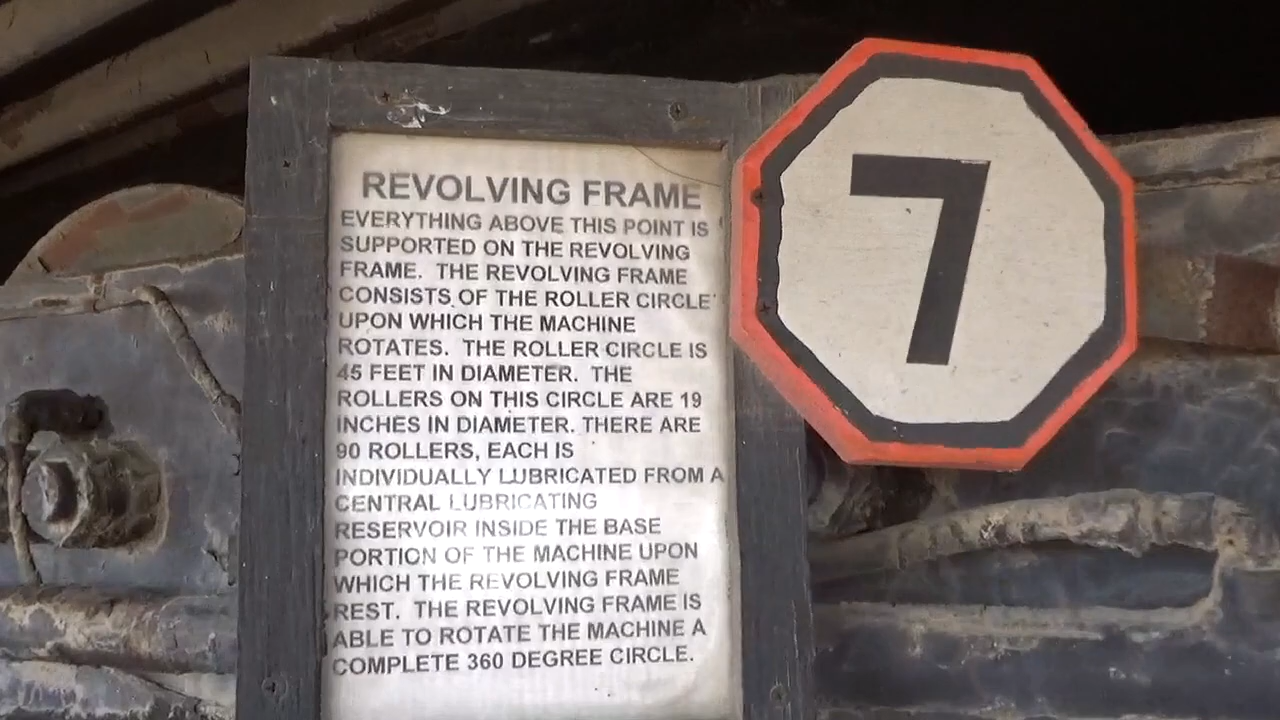 REVOLVING FRAME
EVERYTHING ABOVE THIS POINT IS
SUPPORTED ON THE REVOLVING
FRAME. THE REVOLVING FRAME
CONSISTS OF THE ROLLER CIRCLE
UPON WHICH THE MACHINE
ROTATES. THE ROLLER CIRCLE IS
45 FEET IN DIAMETER. THE
ROLLERS ON THIS CIRCLE ARE 19
INCHES IN DIAMETER. THERE ARE
90 ROLLERS, EACH IS
INDIVIDUALLY LUBRICATED FROM A
CENTRAL LUBRICATING
RESERVOIR INSIDE THE BASE
PORTION OF THE MACHINE UPON
WHICH THE REVOLVING FRAME
REST. THE REVOLVING FRAME IS
ABLE TO ROTATE THE MACHINE A
COMPLETE 360 DEGREE CIRCLE.
7